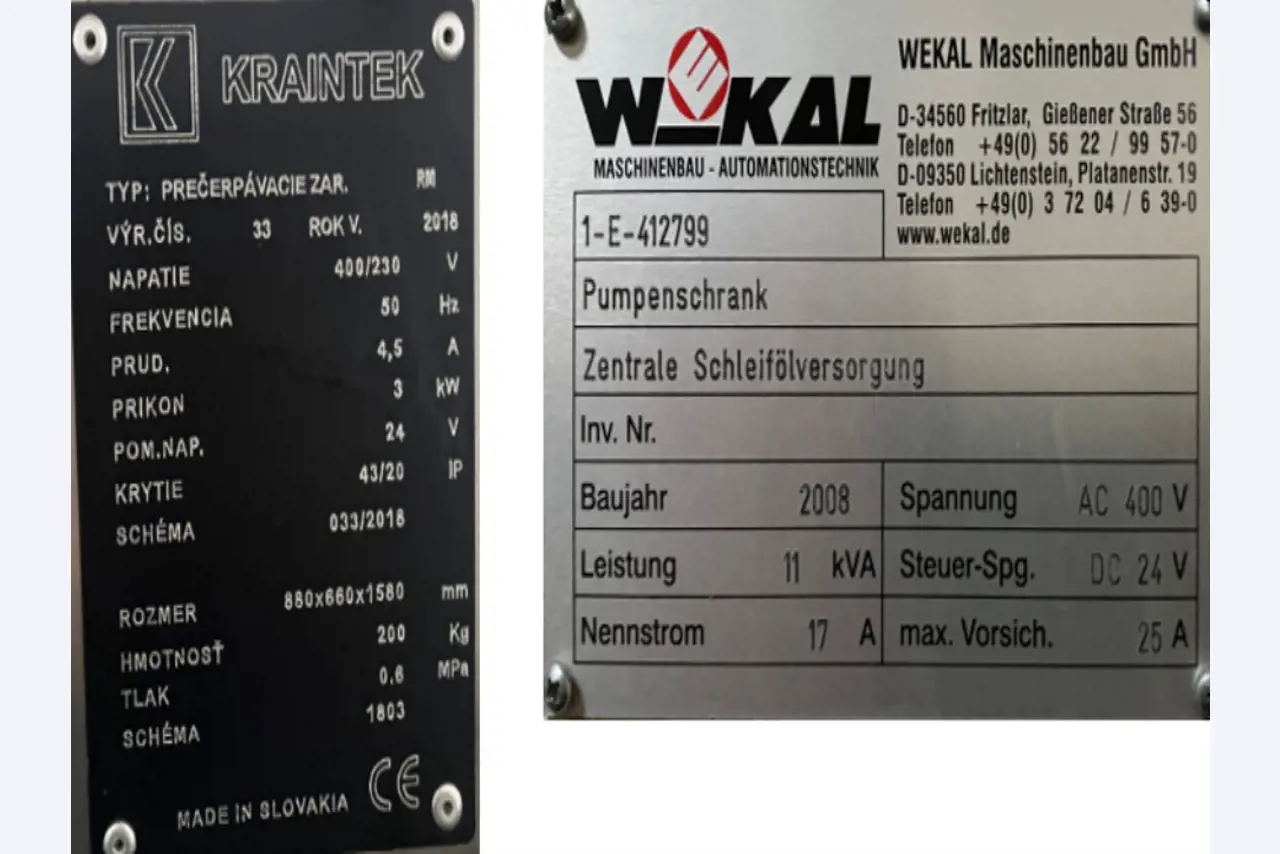 KRAINTEK
TYP: PREČERPÁVACIE ZAR. RM
VÝR.ČÍS. 33 ROK V. 2018
NAPATIE 400/230 V
FREKVENCIA 50 Hz
PRUD. 4,5 A
PRIKON 3 kW
POM.NAP. 24 V
KRYTIE 43/20 IP
SCHÉMA 033/2018
ROZMER 880x660x1580 mm
HMOTNOSŤ 200 Kg
TLAK 0.6 MPa
SCHÉMA 1803
CE
MADE IN SLOVAKIA
WEKAL
MASCHINENBAU - AUTOMATIONSTECHNIK
WEKAL Maschinenbau GmbH
D-34560 Fritzlar, Gießener Straße 56
Telefon +49(0) 56 22 / 99 57-0
D-09350 Lichtenstein, Platanenstr. 19
Telefon +49(0) 3 72 04 / 6 39-0
www.wekal.de
1-E-412799
Pumpenschrank
Zentrale Schleifölversorgung
Inv. Nr.
Baujahr 2008 Spannung AC 400 V
Leistung 11 kVA Steuer-Spg. DC 24 V
Nennstrom 17 A max. Vorsich. 25 A